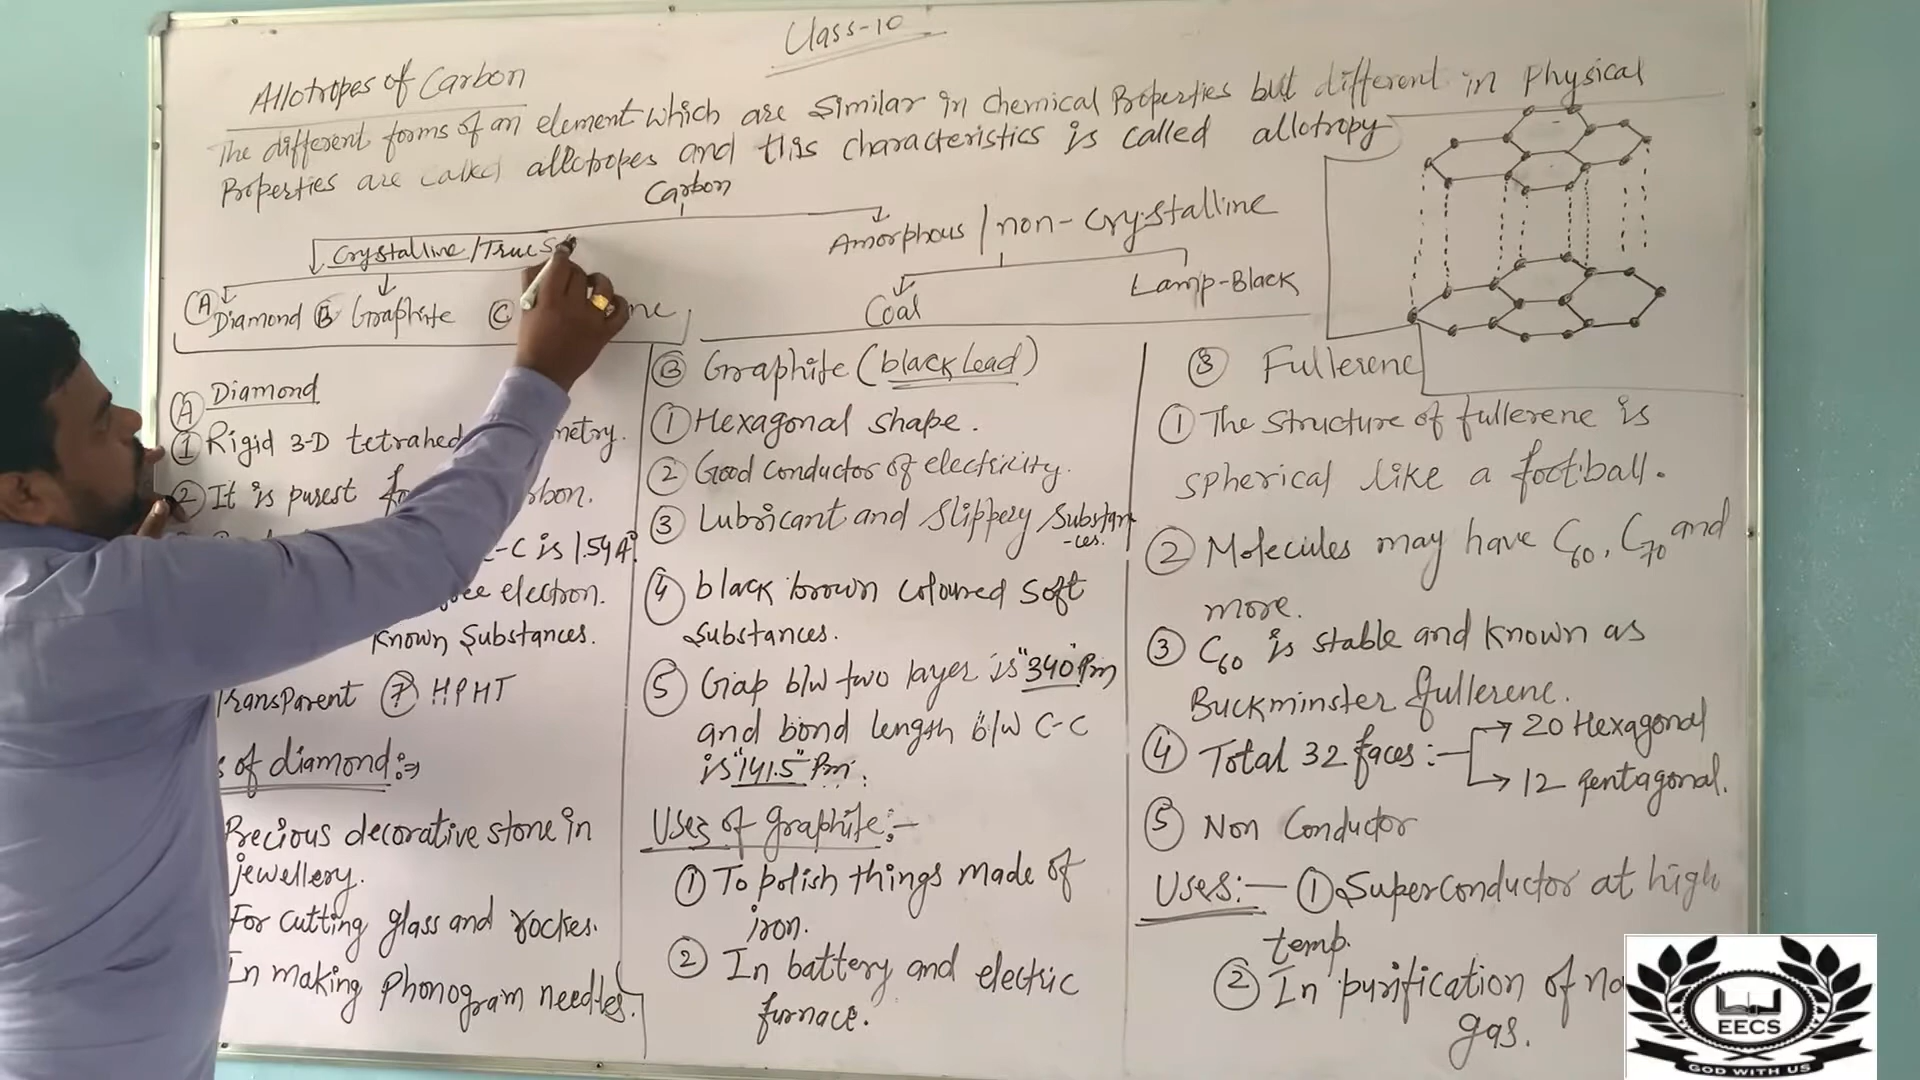 Class-10
Allotropes of Carbon
The different forms of an element which are similar in chemical Properties but different in physical
Properties are called allotropes and this characteristics is called allotropy
Carbon
Crystalline/True S
Amorphous / non-crystalline
(A) Diamond (B) Graphite (C) ne
Coal
Lamp-Black
(A) Diamond
(1) Rigid 3-D tetrahed metry.
(2) It is purest fo rbon.
C-C is 1.54A°
electron.
Known Substances.
Transparent (7) HPHT
s of diamond:⇒
Precious decorative stone in
jewellery.
For cutting glass and rockes.
In making Phonogram needles.
(B) Graphite (black Lead)
(1) Hexagonal shape.
(2) Good conductor of electricity.
(3) Lubricant and slippery Substan
-ces.
(4) black brown coloured soft
substances.
(5) Gap b/w two layer is "340" Pm
and bond length b/w C-C
is "141.5" Pm.
Uses of graphite:-
(1) To polish things made of
iron.
(2) In battery and electric
furnace.
(3) Fullerene
(1) The structure of fullerene is
spherical like a football.
(2) Molecules may have C60, C70 and
more.
(3) C60 is stable and known as
Buckminster fullerene.
(4) Total 32 faces :- → 20 Hexagonal
→ 12 pentagonal.
(5) Non Conductor
Uses:- (1) Superconductor at high
temp.
(2) In purification of
gas.
EECS
GOD WITH US